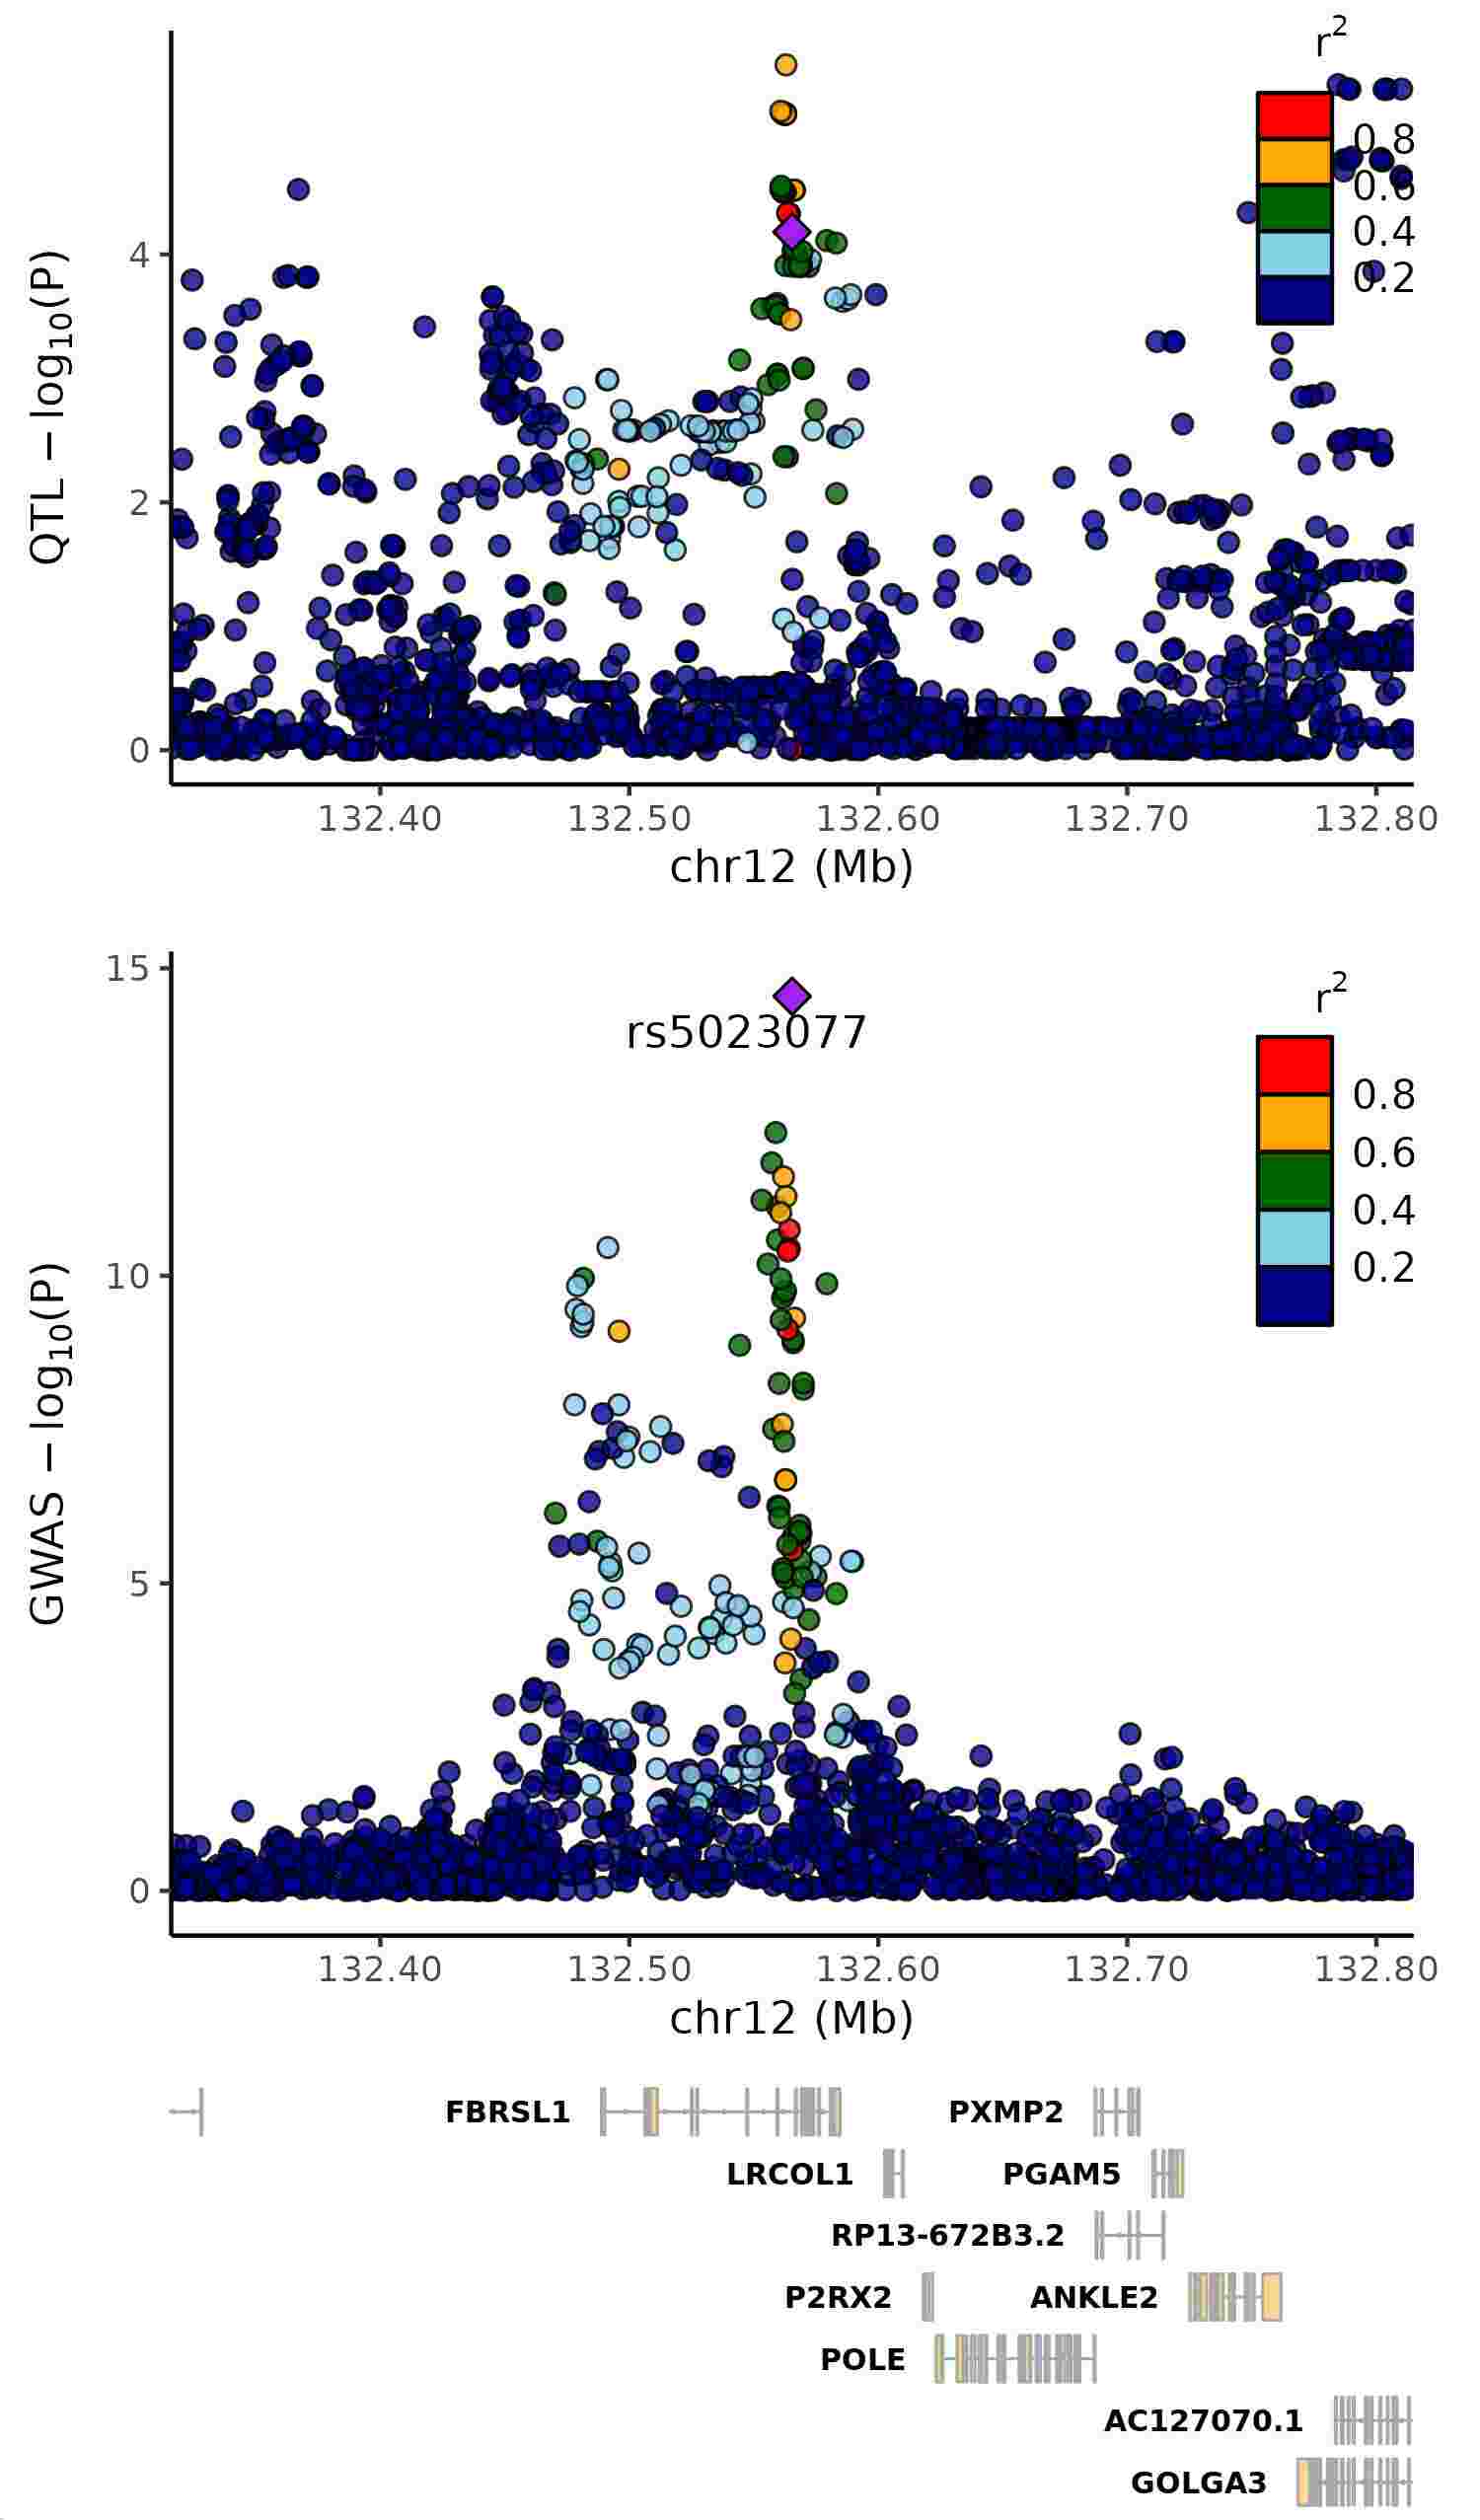 r²
0.8
0.6
0.4
0.2
QTL −log₁₀(P)
4
2
0
132.40 132.50 132.60 132.70 132.80
chr12 (Mb)
15
rs5023077
r²
0.8
0.6
0.4
0.2
GWAS −log₁₀(P)
10
5
0
132.40 132.50 132.60 132.70 132.80
chr12 (Mb)
FBRSL1 PXMP2
LRCOL1 PGAM5
RP13-672B3.2
P2RX2 ANKLE2
POLE
AC127070.1
GOLGA3